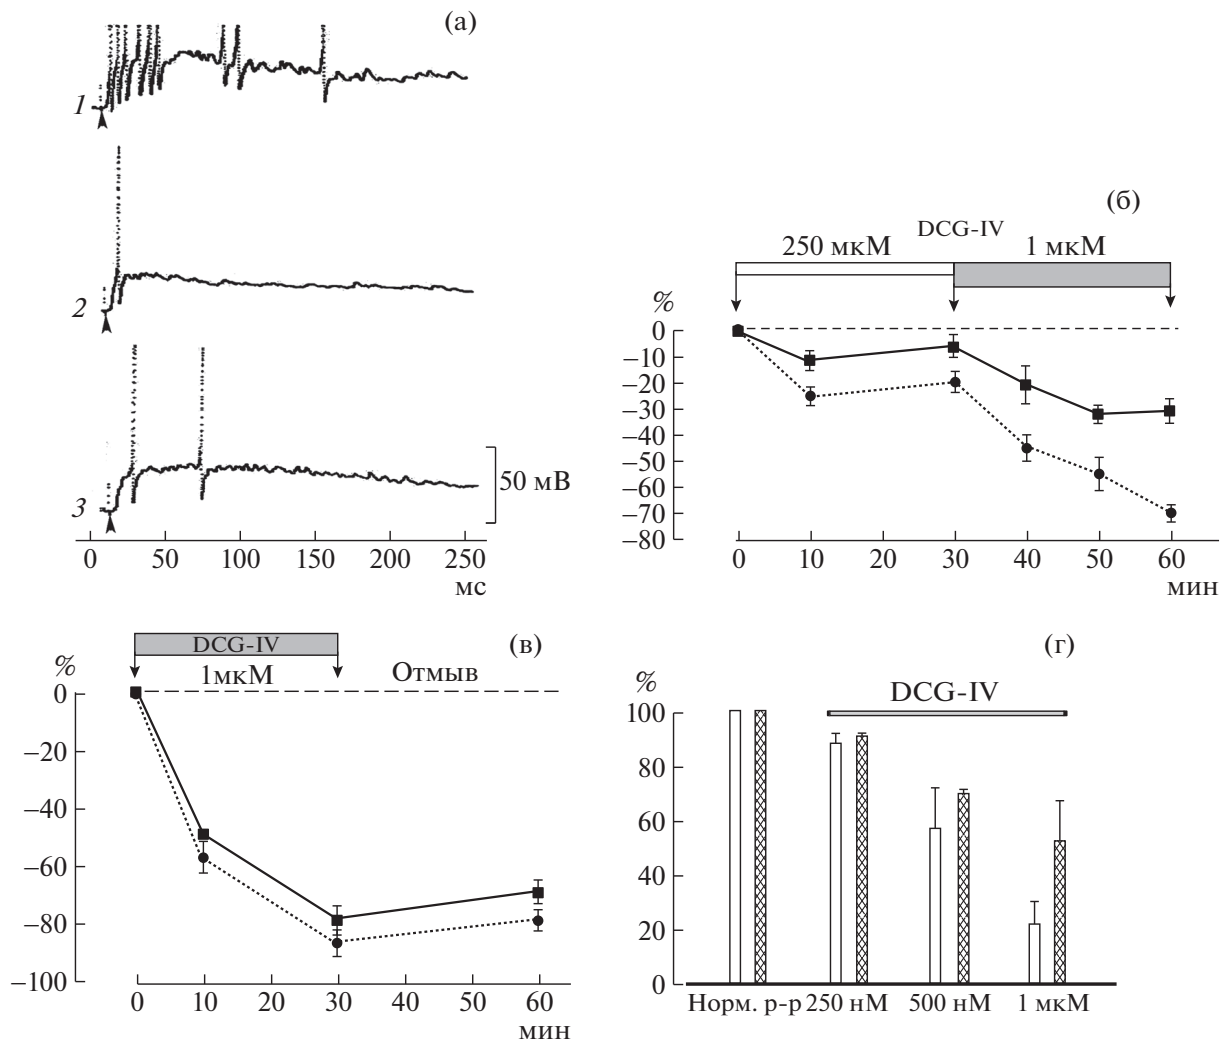 (а)
1
2
3
50 мВ
0 50 100 150 200 250
мс
(б)
DCG-IV
250 мкМ 1 мкМ
%
0
–10
–20
–30
–40
–50
–60
–70
–80
0 10 20 30 40 50 60
мин
(в)
DCG-IV
1мкМ Отмыв
%
0
–20
–40
–60
–80
–100
0 10 20 30 40 50 60
мин
(г)
%
DCG-IV
100
80
60
40
20
0
Норм. р-р 250 нМ 500 нМ 1 мкМ